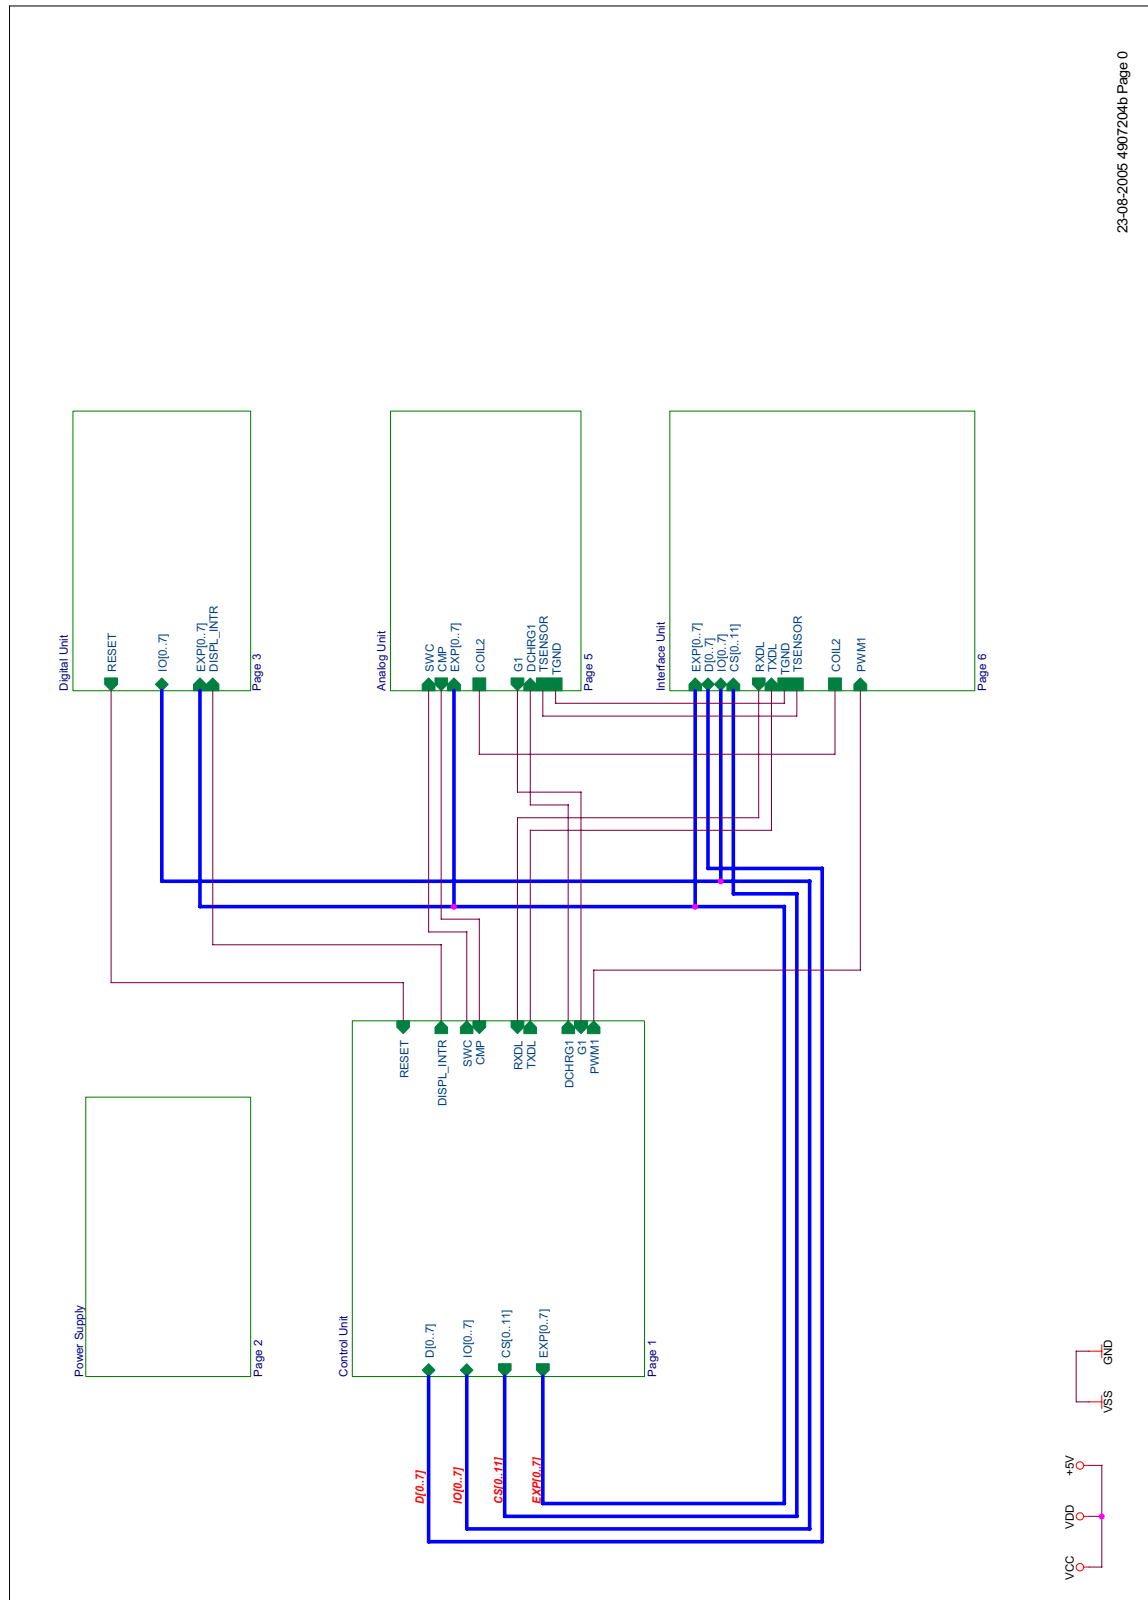 Power Supply
Page 2
Control Unit
D[0..7]
IO[0..7]
CS[0..11]
EXP[0..7]
RESET
DISPL_INTR
SWC
CMP
RXDL
TXDL
DCHRG1
G1
PWM1
Page 1
D[0..7]
IO[0..7]
CS[0..11]
EXP[0..7]
Digital Unit
RESET
IO[0..7]
EXP[0..7]
DISPL_INTR
Page 3
Analog Unit
SWC
CMP
EXP[0..7]
COIL2
G1
DCHRG1
TSENSOR
TGND
Page 5
Interface Unit
EXP[0..7]
D[0..7]
IO[0..7]
CS[0..11]
RXDL
TXDL
TGND
TSENSOR
COIL2
PWM1
Page 6
VCC
VDD
+5V
VSS
GND
23-08-2005 4907204b Page 0